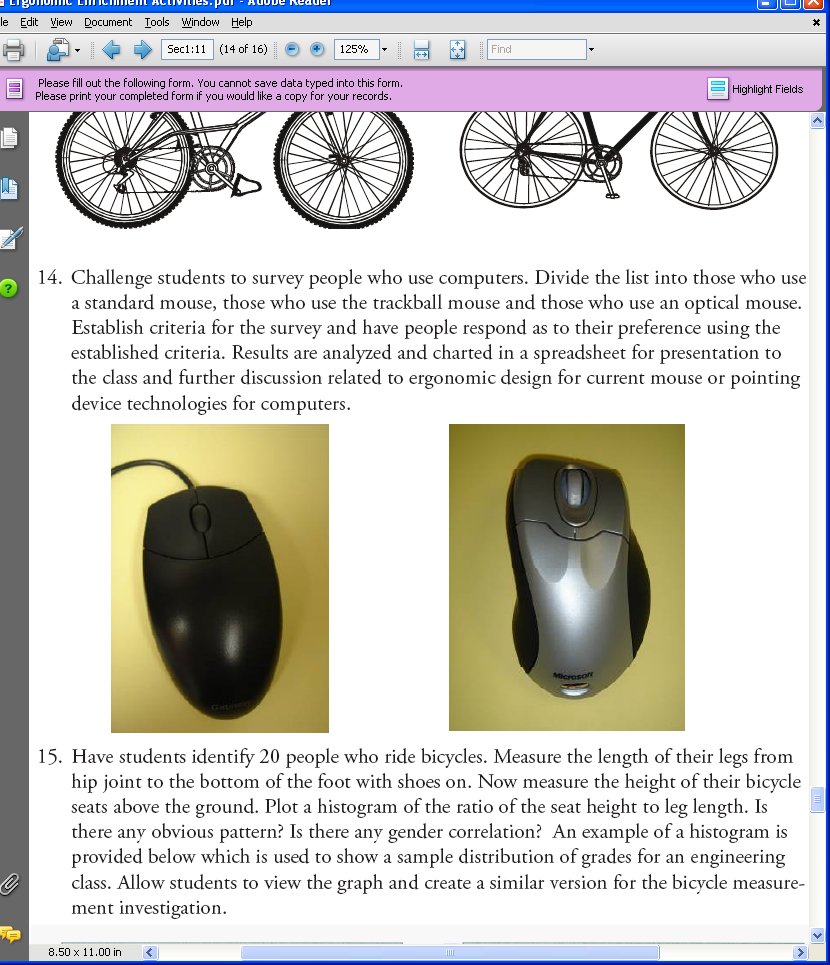 Ergonomic Enrichment Activities.pdf - Adobe Reader
le Edit View Document Tools Window Help
Sec1:11 (14 of 16) 125% Find
Please fill out the following form. You cannot save data typed into this form.
Please print your completed form if you would like a copy for your records.
Highlight Fields
14. Challenge students to survey people who use computers. Divide the list into those who use
a standard mouse, those who use the trackball mouse and those who use an optical mouse.
Establish criteria for the survey and have people respond as to their preference using the
established criteria. Results are analyzed and charted in a spreadsheet for presentation to
the class and further discussion related to ergonomic design for current mouse or pointing
device technologies for computers.
Gateway
Microsoft
15. Have students identify 20 people who ride bicycles. Measure the length of their legs from
hip joint to the bottom of the foot with shoes on. Now measure the height of their bicycle
seats above the ground. Plot a histogram of the ratio of the seat height to leg length. Is
there any obvious pattern? Is there any gender correlation? An example of a histogram is
provided below which is used to show a sample distribution of grades for an engineering
class. Allow students to view the graph and create a similar version for the bicycle measure-
ment investigation.
8.50 x 11.00 in